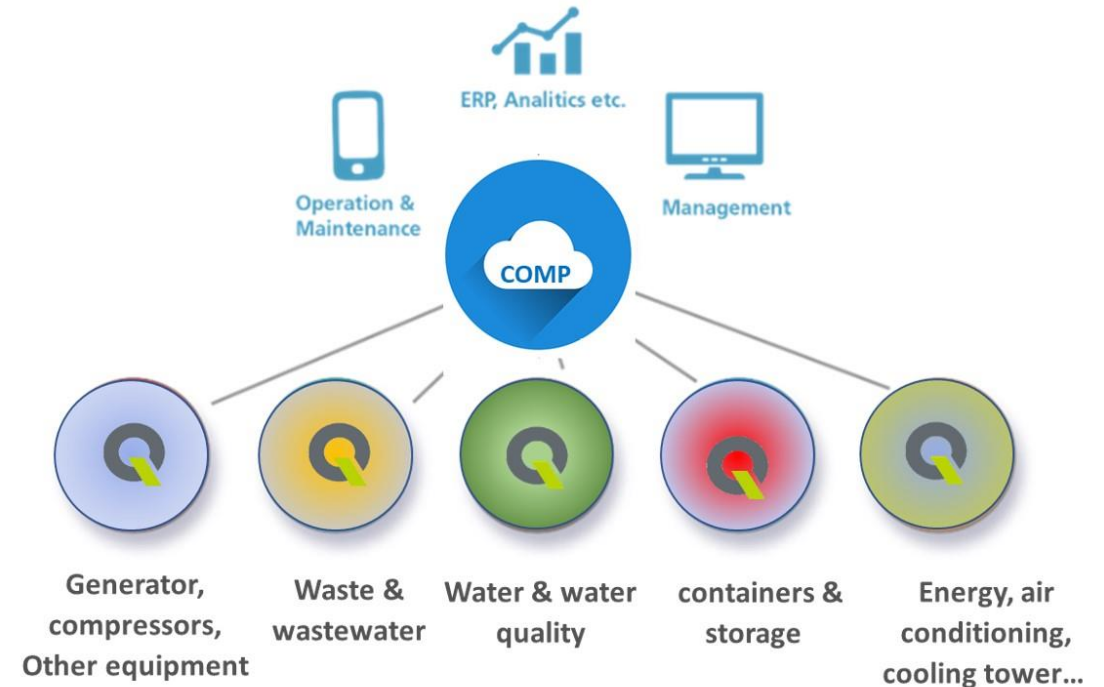 ERP, Analitics etc.
Operation &
Maintenance
Management
COMP
Generator,
compressors,
Other equipment
Waste &
wastewater
Water & water
quality
containers &
storage
Energy, air
conditioning,
cooling tower...